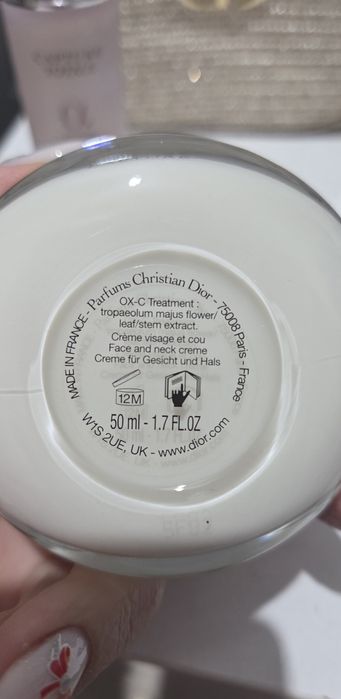 MADE IN FRANCE - Parfums Christian Dior - 75008 Paris - France
OX-C Treatment :
tropaeolum majus flower/
leaf/stem extract.
Crème visage et cou
Face and neck creme
Creme für Gesicht und Hals
12M
50 ml - 1.7 FL.OZ
W1S 2UE, UK - www.dior.com